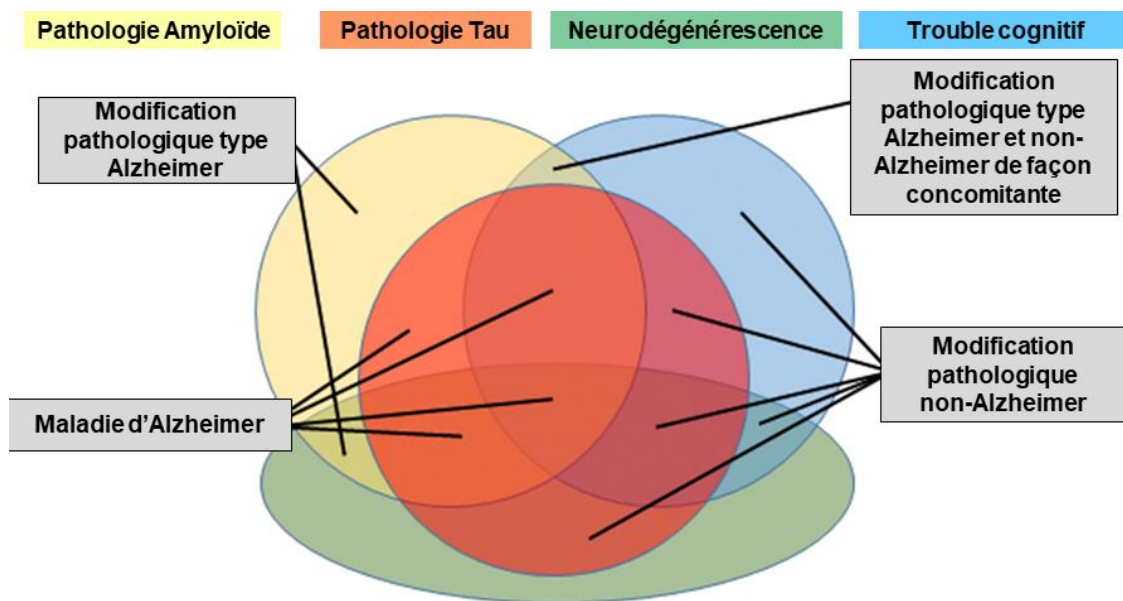 Pathologie Amyloïde
Pathologie Tau
Neurodégénérescence
Trouble cognitif
Modification
pathologique type
Alzheimer
Modification
pathologique type
Alzheimer et non-
Alzheimer de façon
concomitante
Maladie d'Alzheimer
Modification
pathologique
non-Alzheimer